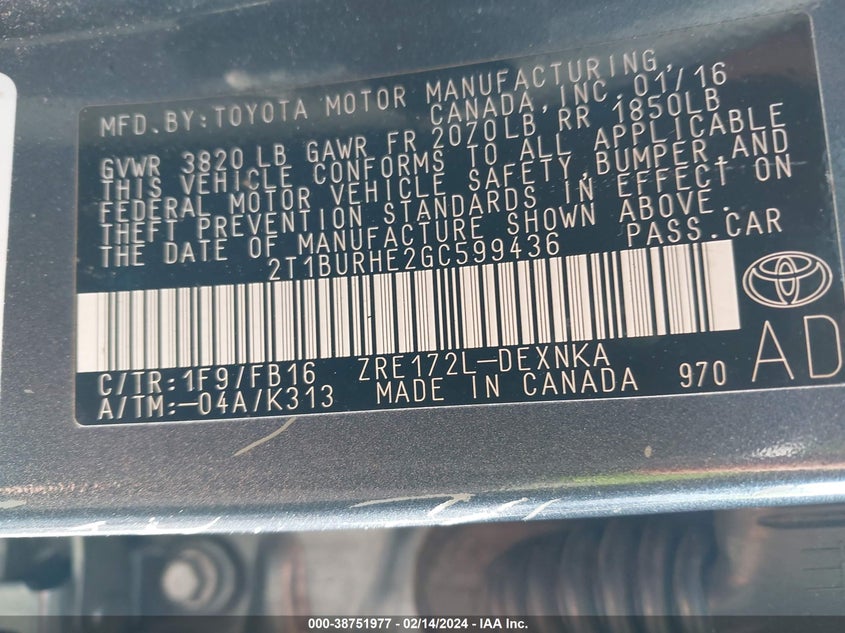 MFD.BY:TOYOTA MOTOR MANUFACTURING,
CANADA,INC.01/16
GVWR 3820 LB GAWR FR 2070LB RR 1850LB
THIS VEHICLE CONFORMS TO ALL APPLICABLE
FEDERAL MOTOR VEHICLE SAFETY,BUMPER,AND
THEFT PREVENTION STANDARDS IN EFFECT ON
THE DATE OF MANUFACTURE SHOWN ABOVE.
2T1BURHE2GC599436 PASS.CAR
C/TR:1F9/FB16 ZRE172L-DEXNKA
A/TM:-04A/K313 MADE IN CANADA 970 AD
000-38751977 - 02/14/2024 - IAA Inc.